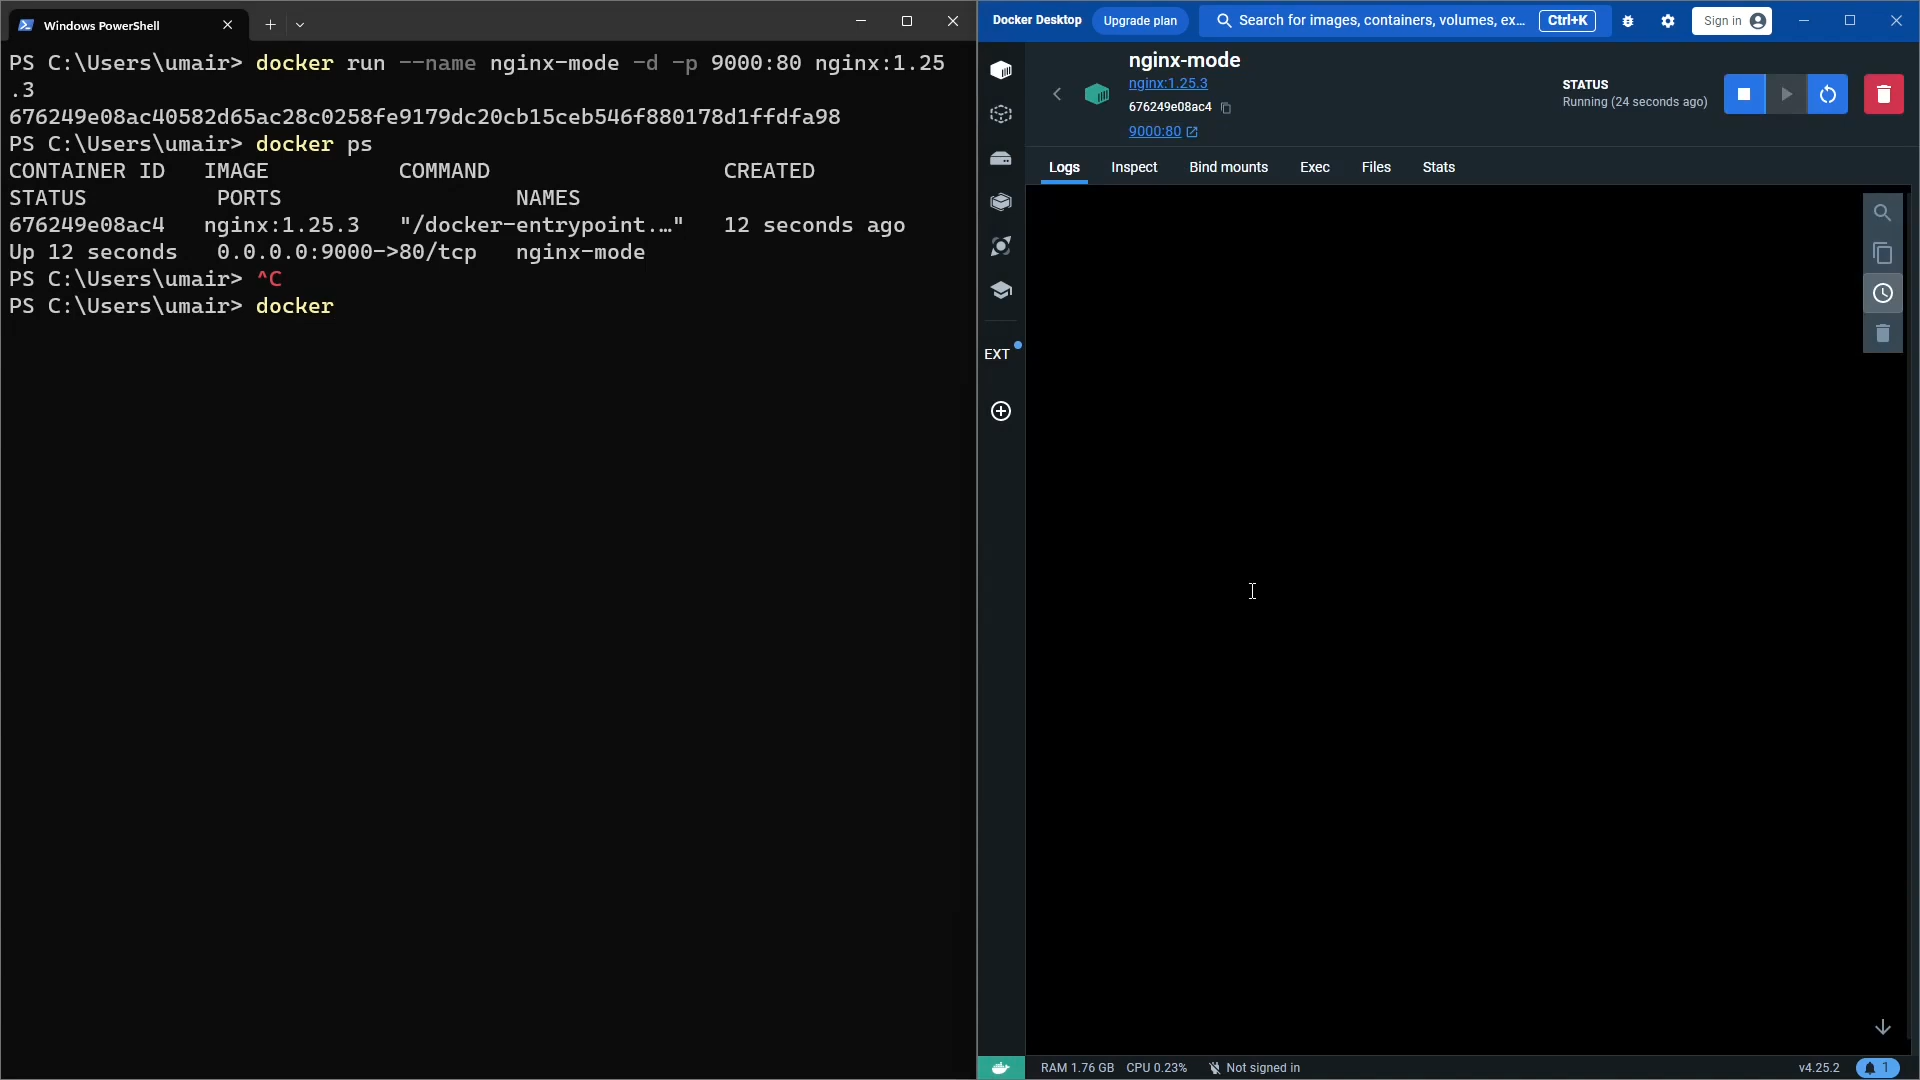 Windows PowerShell
PS C:\Users\umair> docker run --name nginx-mode -d -p 9000:80 nginx:1.25
.3
676249e08ac40582d65ac28c0258fe9179dc20cb15ceb546f880178d1ffdfa98
PS C:\Users\umair> docker ps
CONTAINER ID   IMAGE          COMMAND                  CREATED
STATUS          PORTS                  NAMES
676249e08ac4   nginx:1.25.3   "/docker-entrypoint.…"   12 seconds ago
Up 12 seconds   0.0.0.0:9000->80/tcp   nginx-mode
PS C:\Users\umair> ^C
PS C:\Users\umair> docker
Docker Desktop
Upgrade plan
Search for images, containers, volumes, ex...
Ctrl+K
Sign in
nginx-mode
nginx:1.25.3
676249e08ac4
9000:80
STATUS
Running (24 seconds ago)
Logs
Inspect
Bind mounts
Exec
Files
Stats
EXT
RAM 1.76 GB
CPU 0.23%
Not signed in
v4.25.2
1